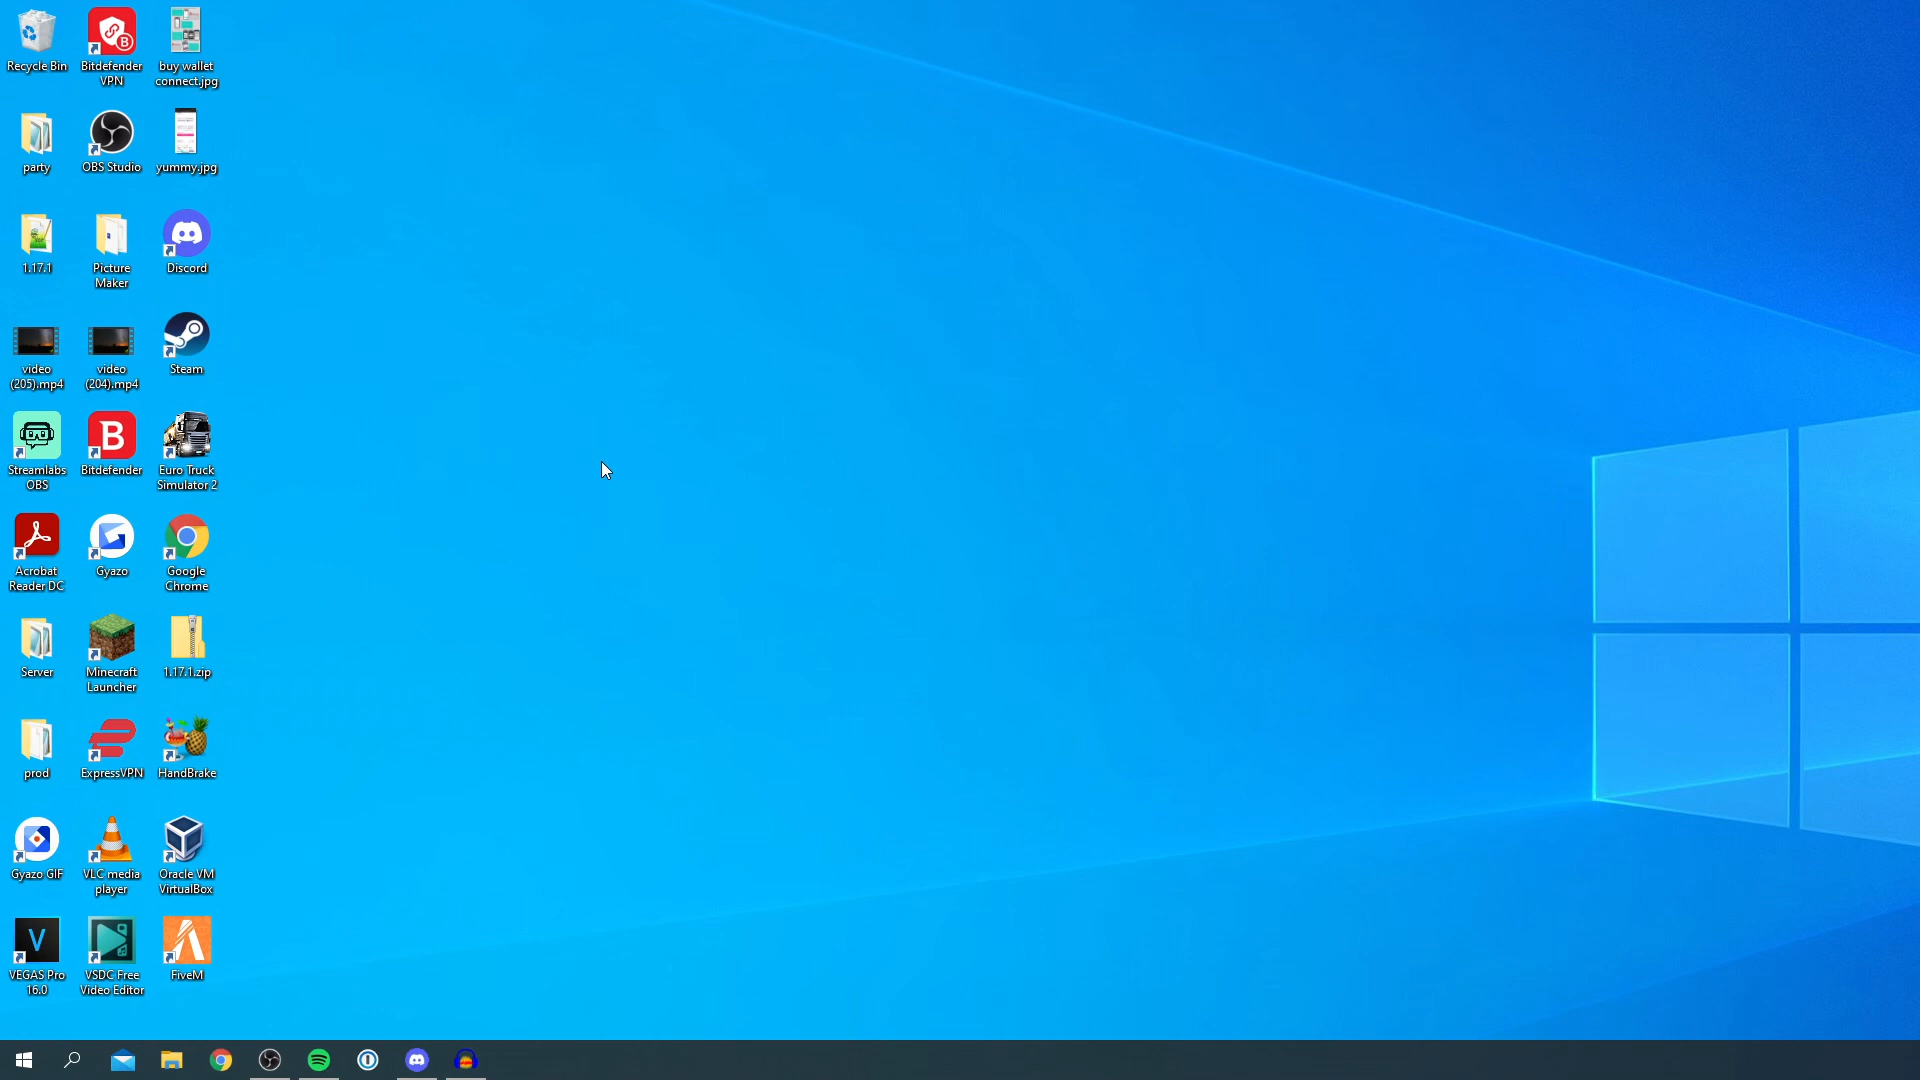 Recycle Bin
Bitdefender
VPN
buy wallet
connect.jpg
party
OBS Studio
yummy.jpg
1.17.1
Picture
Maker
Discord
video
(205).mp4
video
(204).mp4
Steam
Streamlabs
OBS
Bitdefender
Euro Truck
Simulator 2
Acrobat
Reader DC
Gyazo
Google
Chrome
Server
Minecraft
Launcher
1.17.1.zip
prod
ExpressVPN
HandBrake
Gyazo GIF
VLC media
player
Oracle VM
VirtualBox
VEGAS Pro
16.0
VSDC Free
Video Editor
FiveM